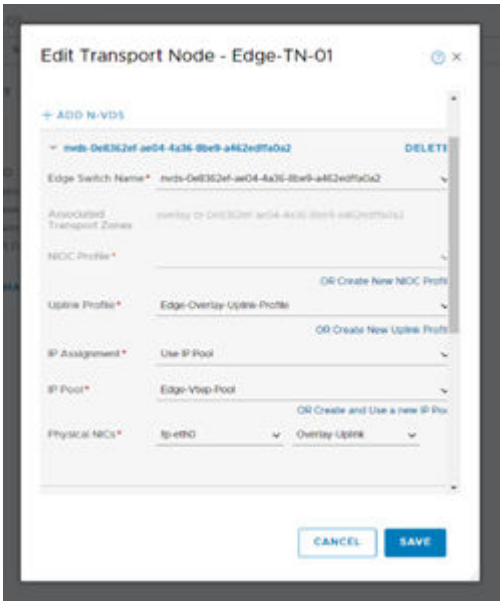 Edit Transport Node - Edge-TN-01
+ ADD N-VDS
nvds-0e8362ef-ae04-4a36-8be9-a462edffa0a2 DELETE
Edge Switch Name* nvds-0e8362ef-ae04-4a36-8be9-a462edffa0a2
Associated
Transport Zones
NIOC Profile*
OR Create New NIOC Profi
Uplink Profile* Edge-Overlay-Uplink-Profile
OR Create New Uplink Profi
IP Assignment* Use IP Pool
IP Pool* Edge-Vtep-Pool
OR Create and Use a new IP Poo
Physical NICs* fp-eth0 Overlay-Uplink
CANCEL SAVE